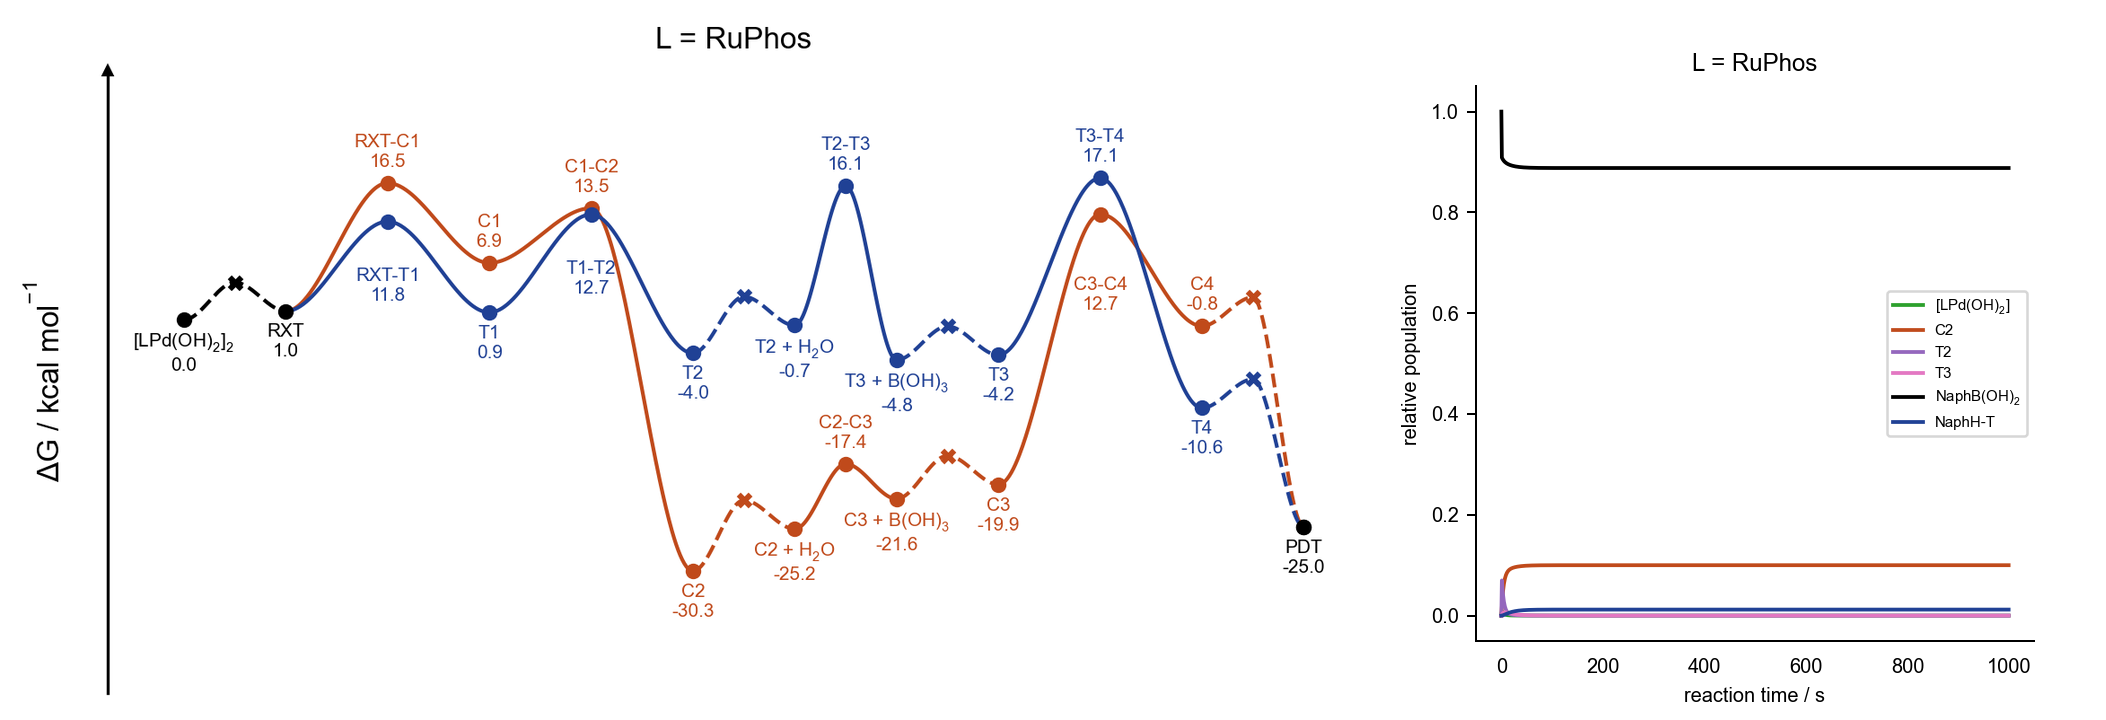 L = RuPhos
ΔG / kcal mol⁻¹
[LPd(OH)₂]₂
0.0
RXT
1.0
RXT-C1
16.5
RXT-T1
11.8
C1
6.9
T1
0.9
C1-C2
13.5
T1-T2
12.7
T2
-4.0
C2
-30.3
T2 + H₂O
-0.7
C2 + H₂O
-25.2
T2-T3
16.1
C2-C3
-17.4
T3 + B(OH)₃
-4.8
C3 + B(OH)₃
-21.6
T3
-4.2
C3
-19.9
T3-T4
17.1
C3-C4
12.7
C4
-0.8
T4
-10.6
PDT
-25.0
L = RuPhos
relative population
1.0
0.8
0.6
0.4
0.2
0.0
[LPd(OH)₂]
C2
T2
T3
NaphB(OH)₂
NaphH-T
0 200 400 600 800 1000
reaction time / s